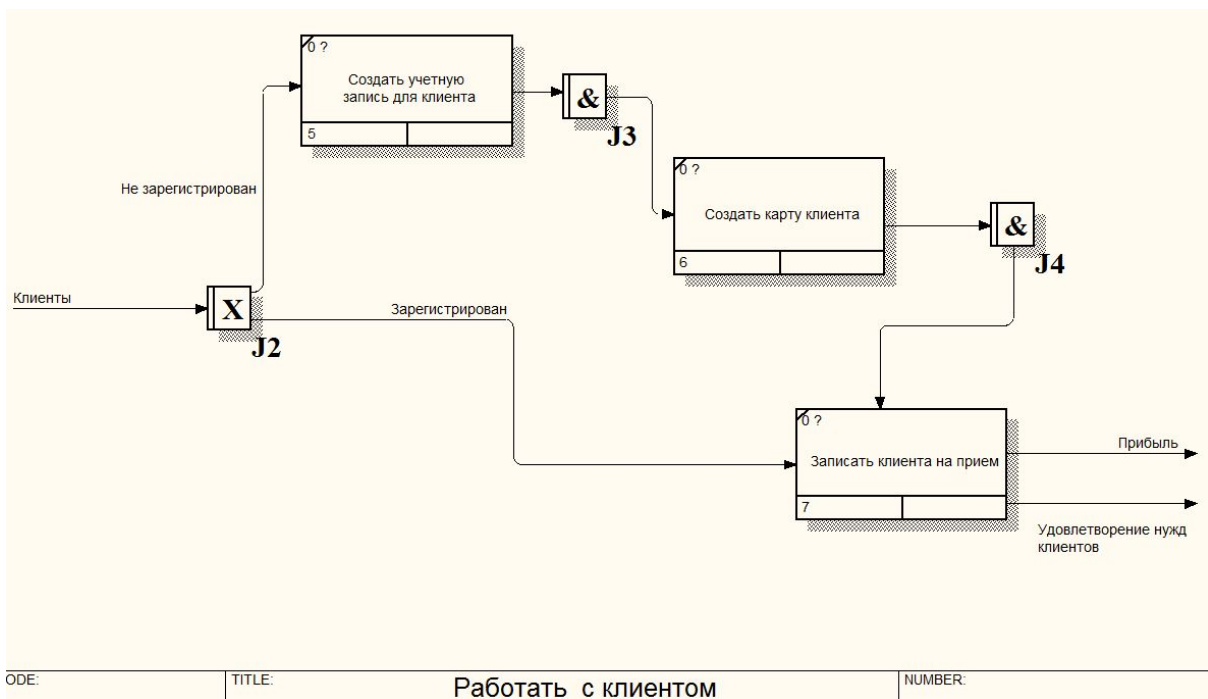 0 ?
Создать учетную
запись для клиента
5
&
J3
Не зарегистрирован
0 ?
Создать карту клиента
6
&
J4
Клиенты
X
J2
Зарегистрирован
0 ?
Записать клиента на прием
7
Прибыль
Удовлетворение нужд
клиентов
ODE:
TITLE:
Работать с клиентом
NUMBER: